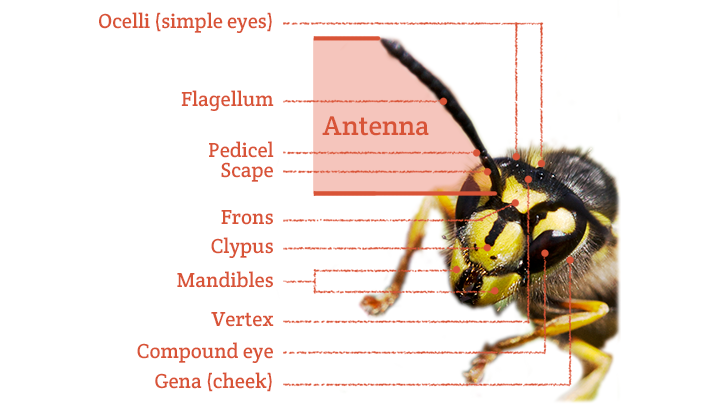 Ocelli (simple eyes)
Flagellum
Antenna
Pedicel
Scape
Frons
Clypus
Mandibles
Vertex
Compound eye
Gena (cheek)